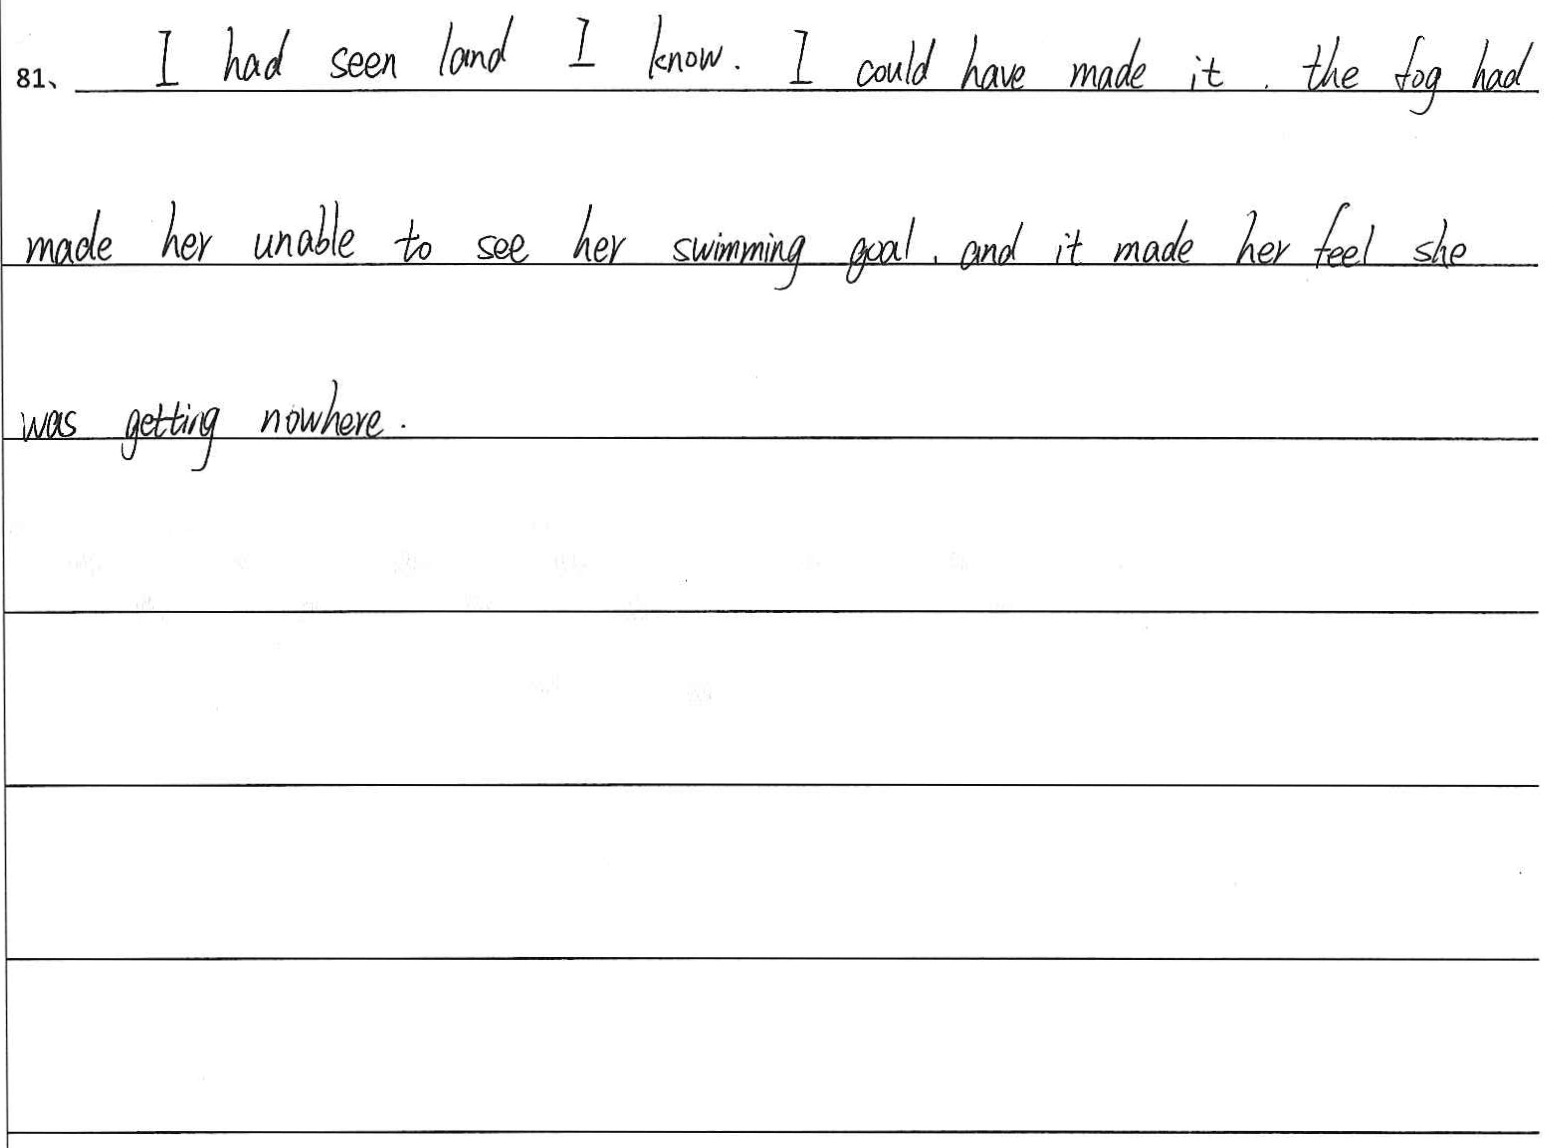 81、 I had seen land I know. I could have made it . the fog had
made her unable to see her swimming goal, and it made her feel she
was getting nowhere.